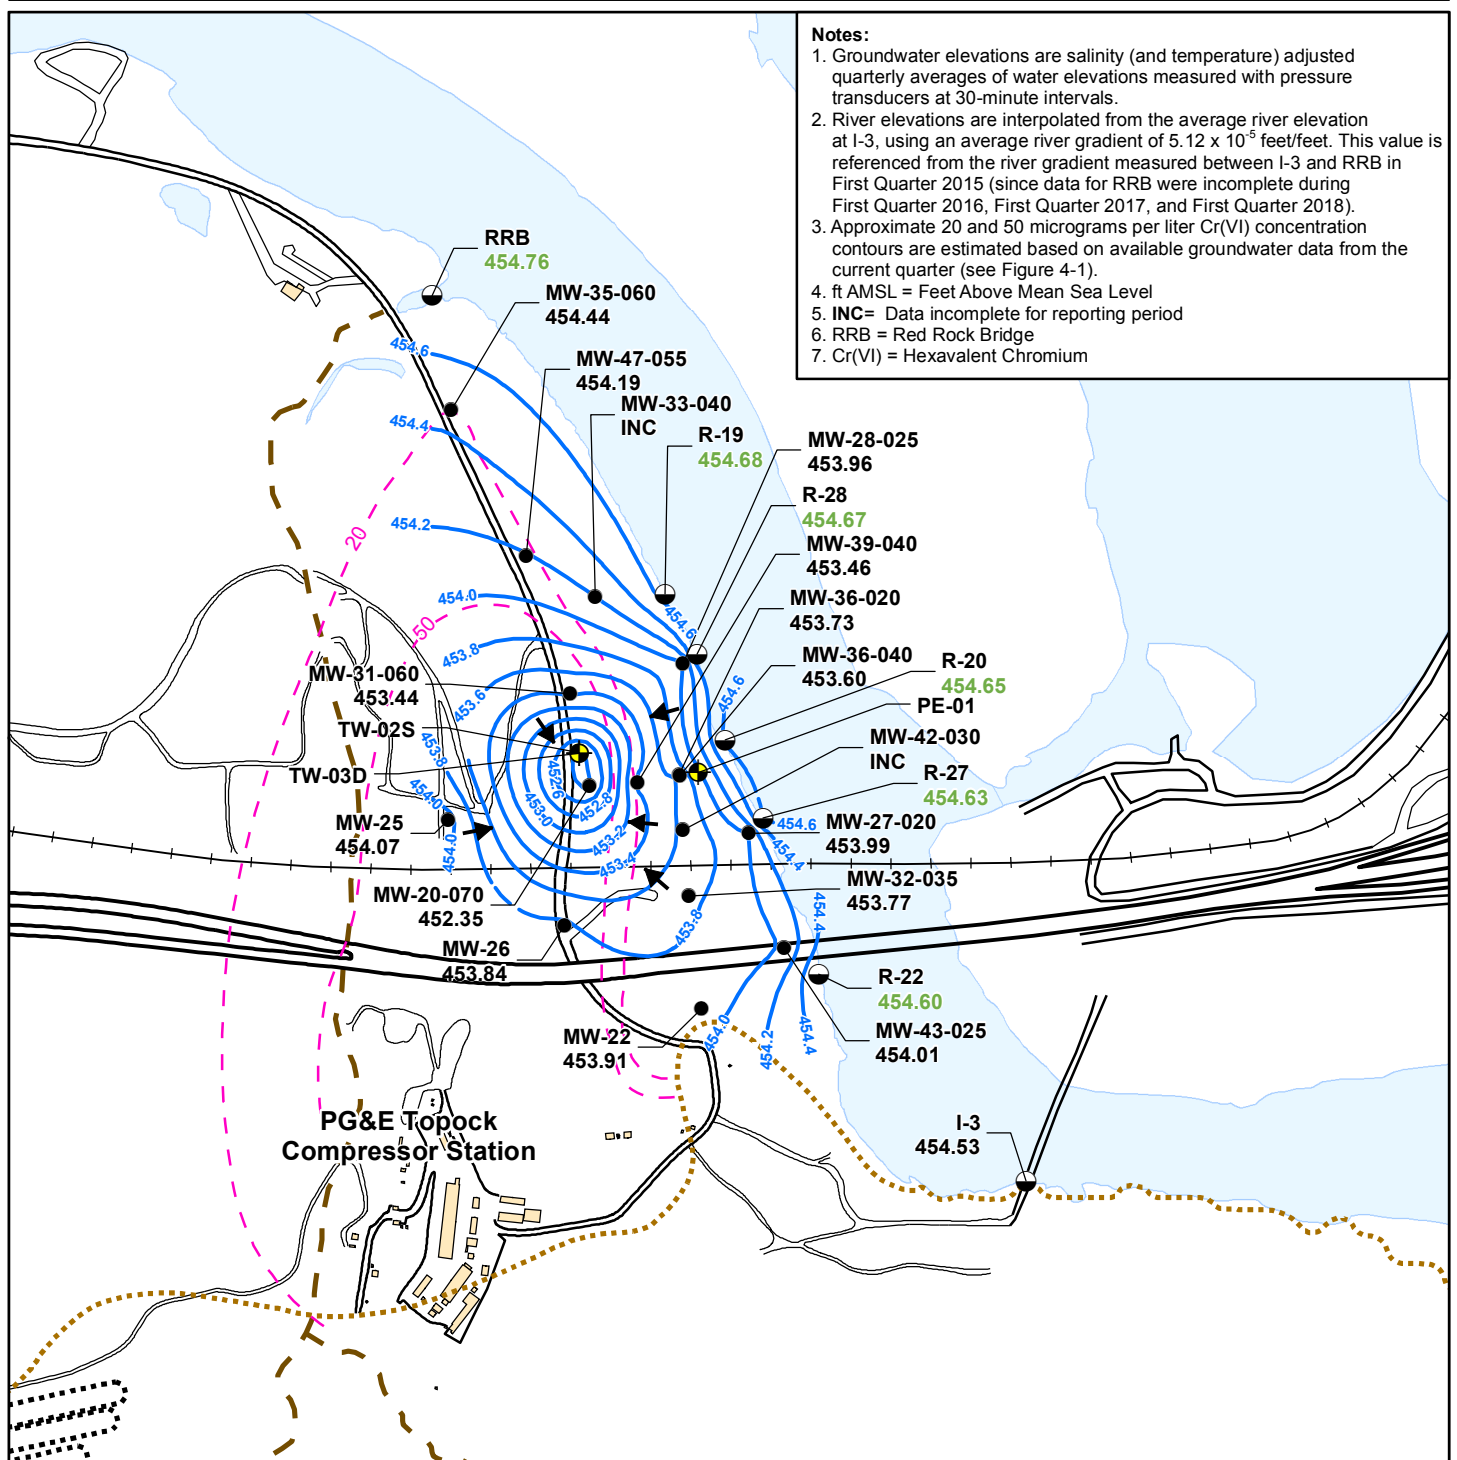 Notes:
1. Groundwater elevations are salinity (and temperature) adjusted
quarterly averages of water elevations measured with pressure
transducers at 30-minute intervals.
2. River elevations are interpolated from the average river elevation
at I-3, using an average river gradient of 5.12 x 10-5 feet/feet. This value is
referenced from the river gradient measured between I-3 and RRB in
First Quarter 2015 (since data for RRB were incomplete during
First Quarter 2016, First Quarter 2017, and First Quarter 2018).
3. Approximate 20 and 50 micrograms per liter Cr(VI) concentration
contours are estimated based on available groundwater data from the
current quarter (see Figure 4-1).
4. ft AMSL = Feet Above Mean Sea Level
5. INC= Data incomplete for reporting period
6. RRB = Red Rock Bridge
7. Cr(VI) = Hexavalent Chromium
RRB
454.76
MW-35-060
454.44
454.6
MW-47-055
454.19
MW-33-040
INC
454.4
R-19
454.68
MW-28-025
453.96
R-28
454.67
454.2
20
MW-39-040
453.46
454.0
MW-36-020
453.73
454.6
50
453.8
MW-36-040
453.60
R-20
454.65
MW-31-060
453.44
453.6
454.6
PE-01
TW-02S
MW-42-030
INC
453.8
TW-03D
452.6
R-27
454.63
454.0
452.8
453.0
MW-25
454.07
454.6
MW-27-020
453.99
453.2
454.0
454.4
453.4
MW-20-070
452.35
MW-32-035
453.77
454.4
453.8
MW-26
453.84
R-22
454.60
MW-22
453.91
454.0
454.2
454.4
MW-43-025
454.01
PG&E Topock
Compressor Station
I-3
454.53